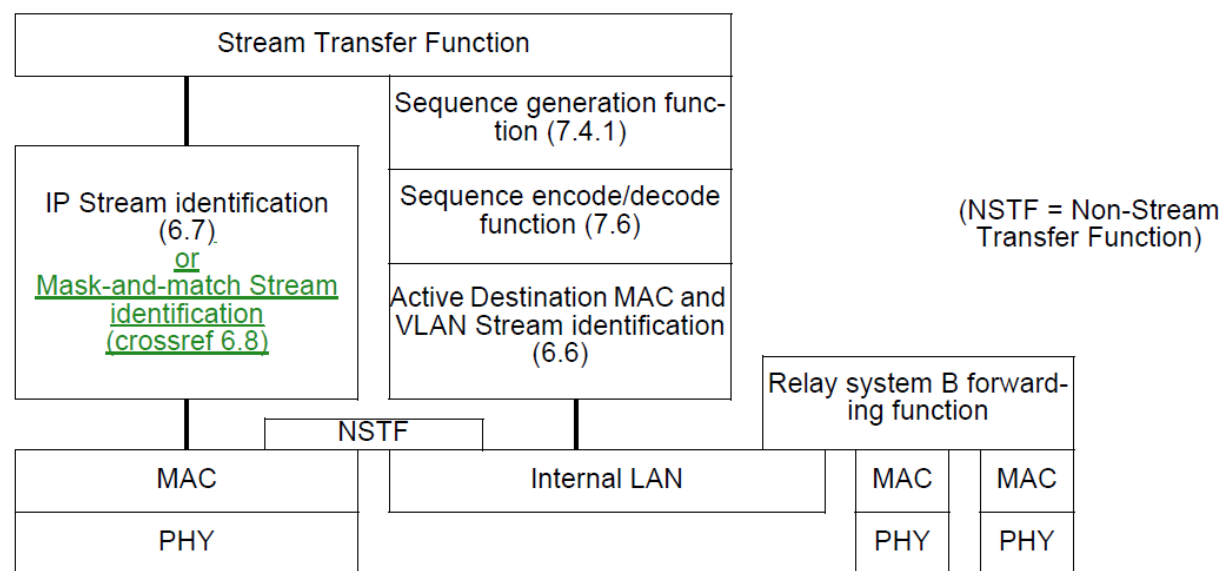 Stream Transfer Function
Sequence generation func-
tion (7.4.1)
IP Stream identification
(6.7)
or
Mask-and-match Stream
identification
(crossref 6.8)
Sequence encode/decode
function (7.6)
(NSTF = Non-Stream
Transfer Function)
Active Destination MAC and
VLAN Stream identification
(6.6)
Relay system B forward-
ing function
NSTF
MAC
Internal LAN
MAC
MAC
PHY
PHY
PHY